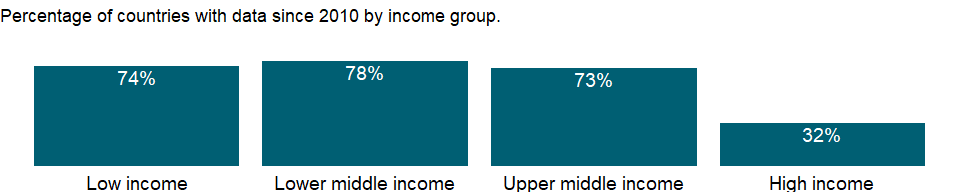 Percentage of countries with data since 2010 by income group.
74%
78%
73%
32%
Low income
Lower middle income
Upper middle income
High income